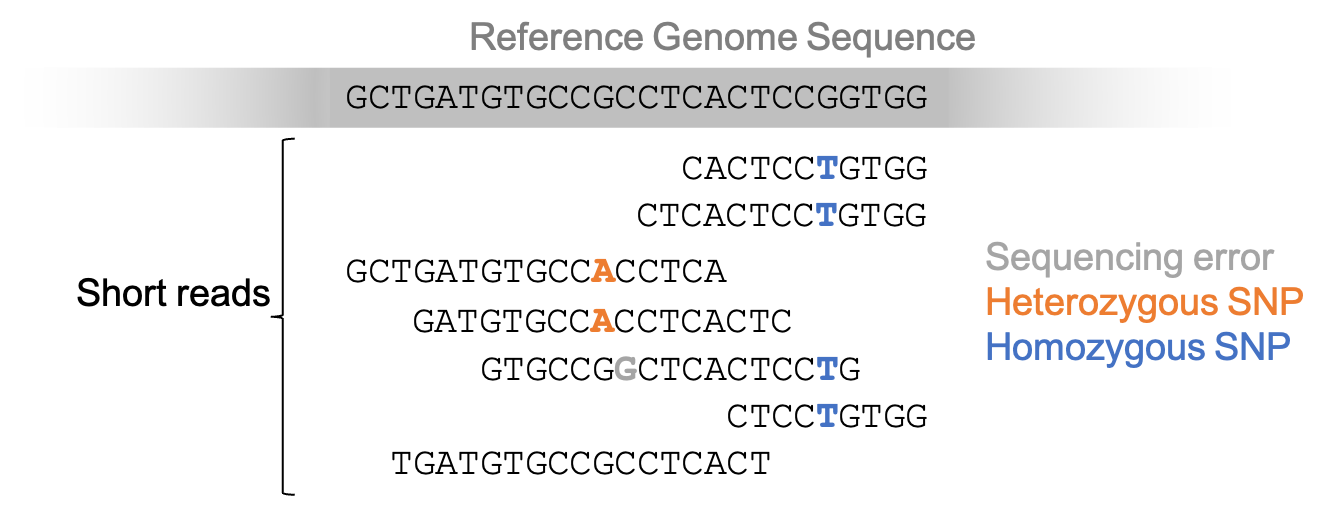 Reference Genome Sequence
GCTGATGTGCCGCCTCACTCCGGTGG
CACTCCTGTGG
CTCACTCCTGTGG
GCTGATGTGCCACCTCA
GATGTGCCACCTCACTC
GTGCCGGCTCACTCCTG
CTCCTGTGG
TGATGTGCCGCCTCACT
Short reads
Sequencing error
Heterozygous SNP
Homozygous SNP